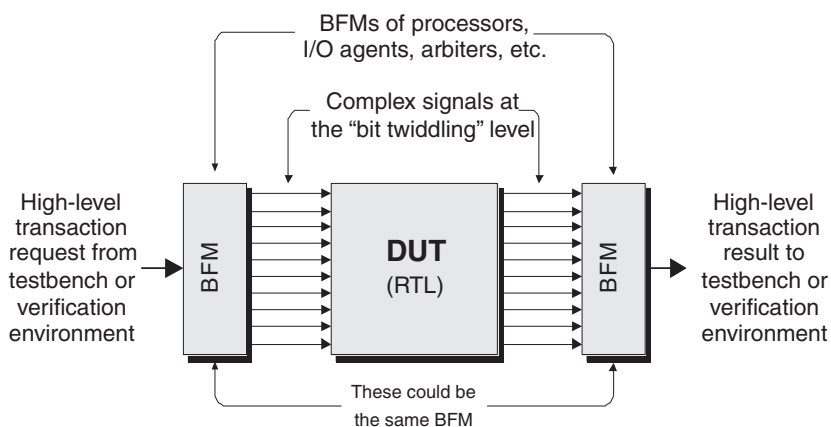 BFMs of processors,
I/O agents, arbiters, etc.
Complex signals at
the “bit twiddling” level
High-level
transaction
request from
testbench or
verification
environment
BFM
DUT
(RTL)
BFM
High-level
transaction
result to
testbench or
verification
environment
These could be
the same BFM